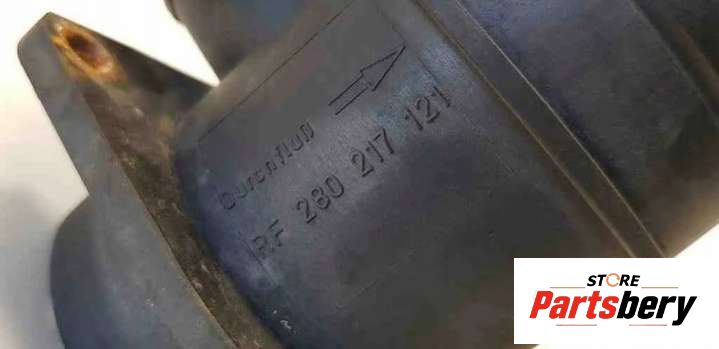 Durchfluß
RF 280 217 121
STORE
Partsbery